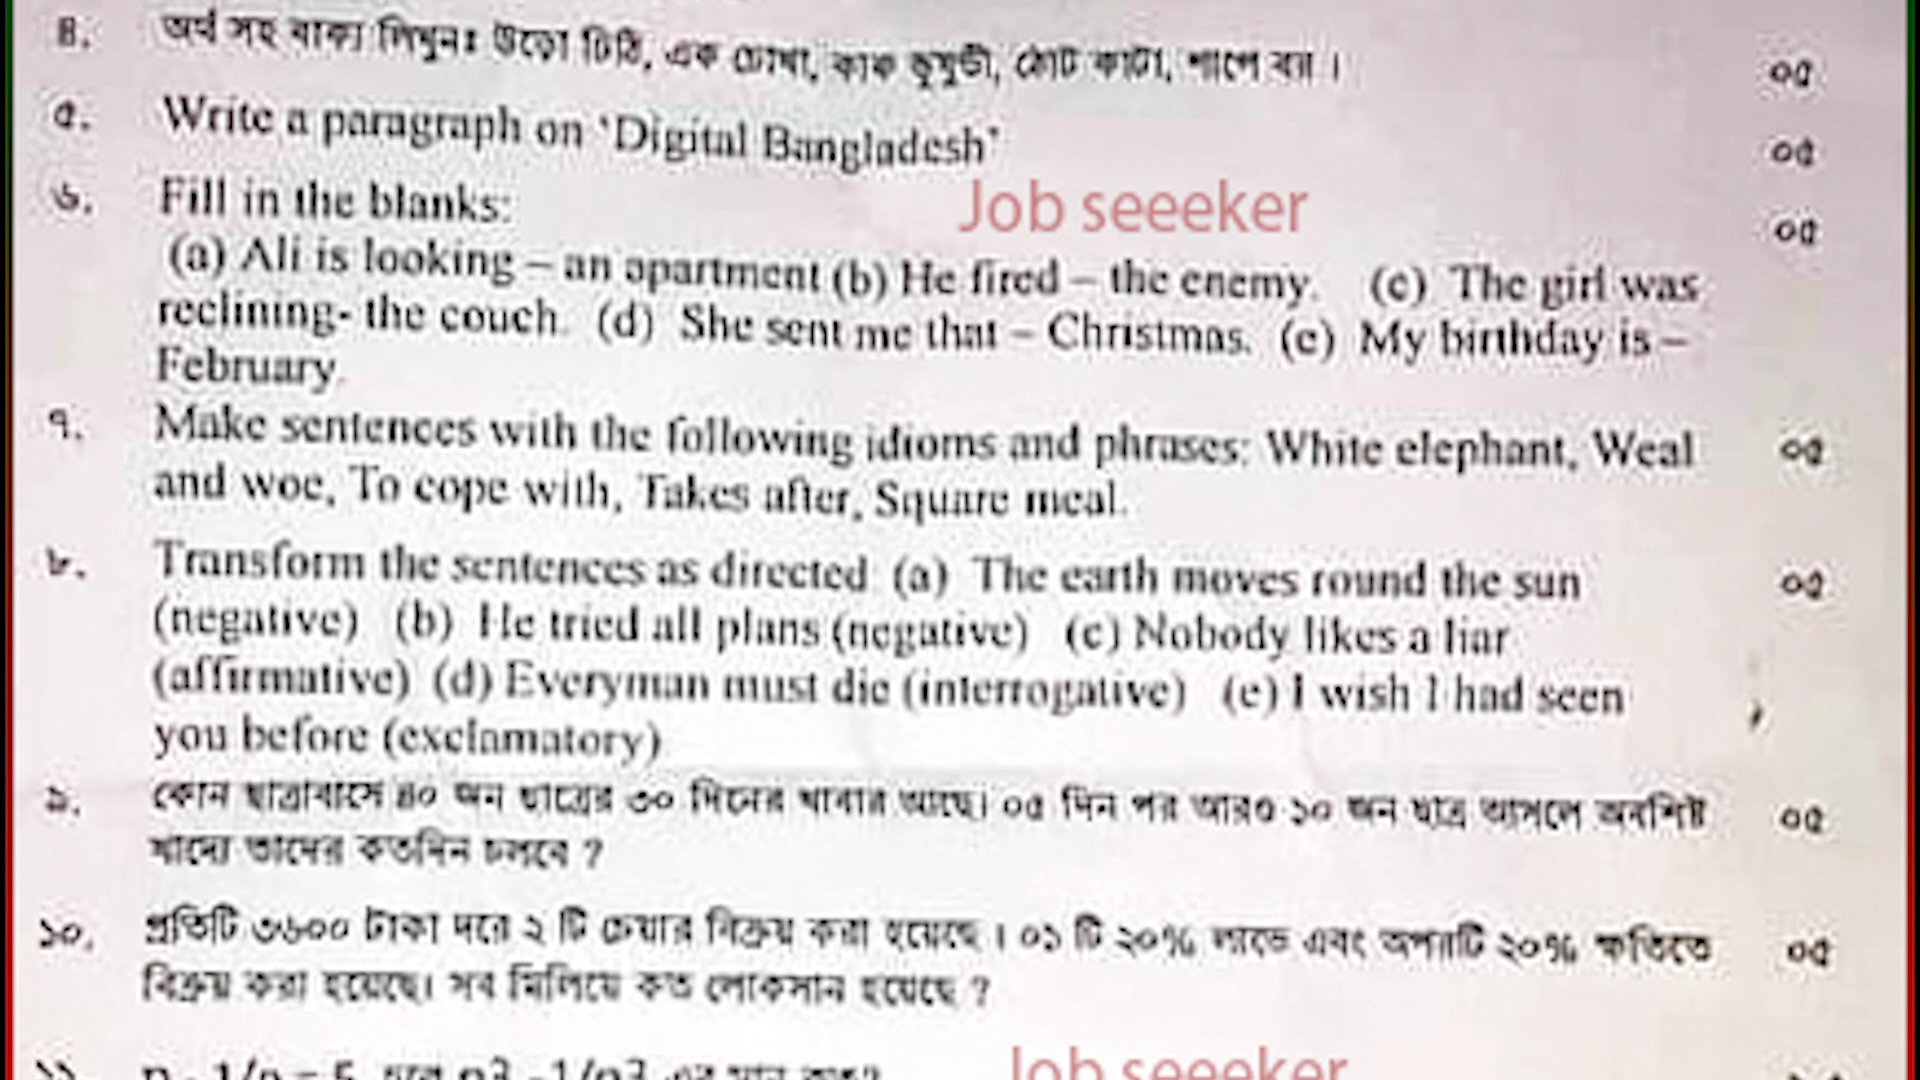 ৪. অর্থ সহ বাক্য লিখুনঃ উড়ো চিঠি, এক চোখা, কাক ভূষণ্ডী, ঠোঁট কাটা, শাপে বর । ০৫
৫. Write a paragraph on ‘Digital Bangladesh’ ০৫
৬. Fill in the blanks: ০৫
Job seeeker
(a) Ali is looking – an apartment (b) He fired – the enemy. (c) The girl was
reclining- the couch. (d) She sent me that – Christmas. (e) My birthday is –
February.
৭. Make sentences with the following idioms and phrases: White elephant, Weal ০৫
and woe, To cope with, Takes after, Square meal.
৮. Transform the sentences as directed (a) The earth moves round the sun ০৫
(negative) (b) He tried all plans (negative) (c) Nobody likes a liar
(affirmative) (d) Everyman must die (interrogative) (e) I wish I had seen
you before (exclamatory)
৯. কোন ছাত্রাবাসে ৪০ জন ছাত্রের ৩০ দিনের খাবার আছে। ০৫ দিন পর আরও ১০ জন ছাত্র আসলে অবশিষ্ট ০৫
খাদ্যে তাদের কতদিন চলবে ?
১০. প্রতিটি ৩৬০০ টাকা দরে ২ টি চেয়ার বিক্রয় করা হয়েছে । ০১ টি ২০% লাভে এবং অপরটি ২০% ক্ষতিতে ০৫
বিক্রয় করা হয়েছে। সব মিলিয়ে কত লোকসান হয়েছে ?
১১.
Job seeeker